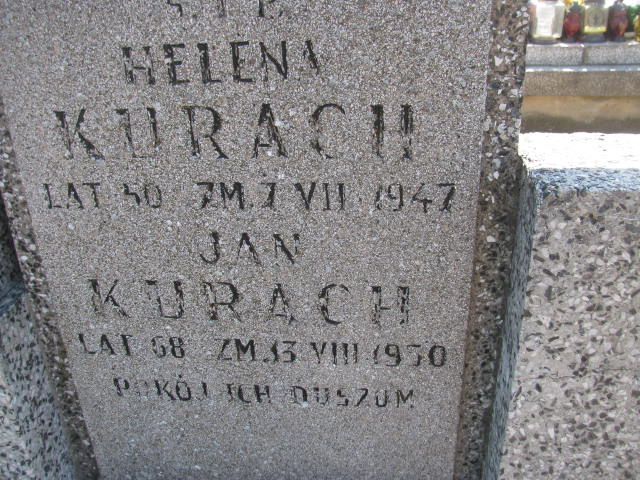 Ś.†P.
HELENA
KURACH
LAT 50 ZM.7 VII 1947
JAN
KURACH
LAT 68 ZM.13 VIII 1950
POKÓJ ICH DUSZOM